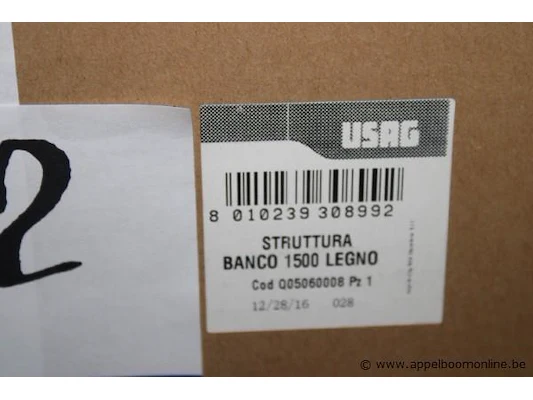 2
USAG
8 010239 308992
STRUTTURA
BANCO 1500 LEGNO
Cod Q05060008 Pz 1
12/28/16 028
www.appelboomonline.be